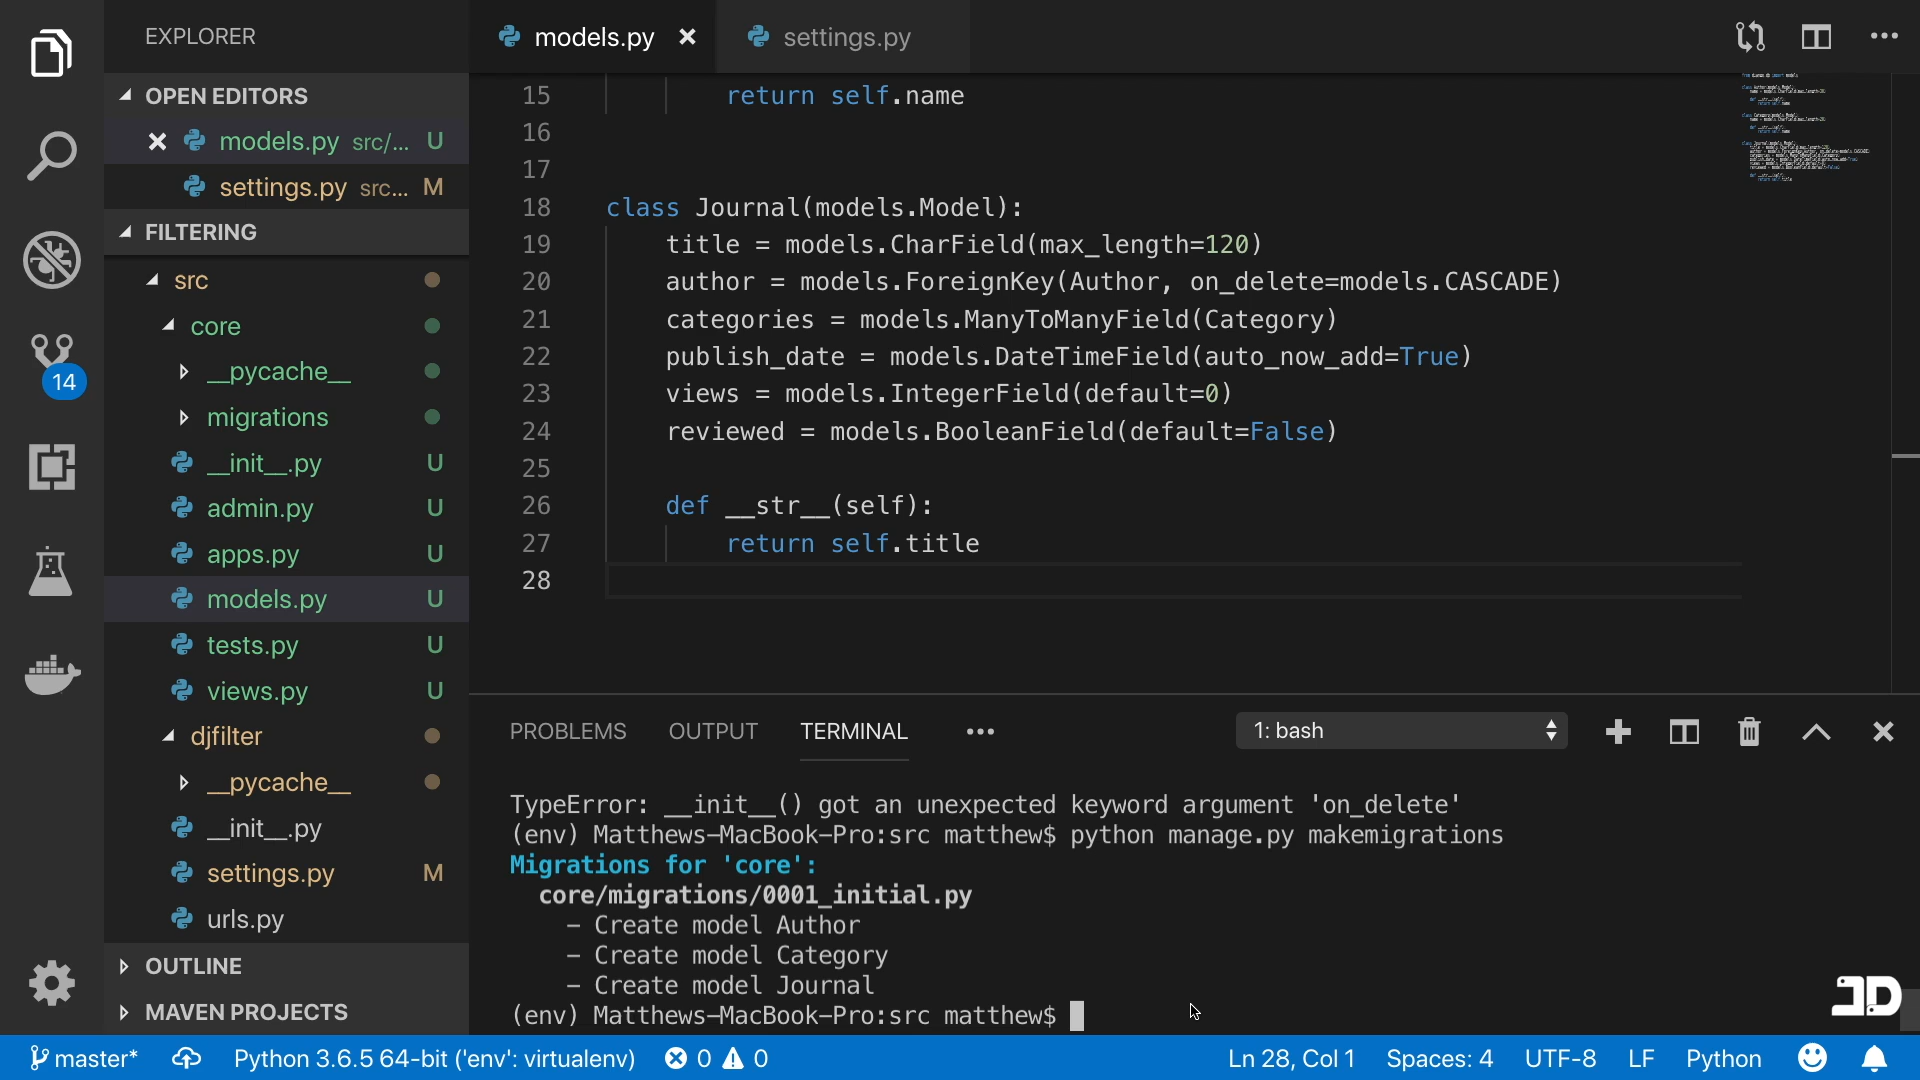 EXPLORER
OPEN EDITORS
models.py src/... U
settings.py src... M
FILTERING
src
core
__pycache__
migrations
__init__.py U
admin.py U
apps.py U
models.py U
tests.py U
views.py U
djfilter
__pycache__
__init__.py
settings.py M
urls.py
OUTLINE
MAVEN PROJECTS
14
models.py
settings.py
15 return self.name
16
17
18 class Journal(models.Model):
19 title = models.CharField(max_length=120)
20 author = models.ForeignKey(Author, on_delete=models.CASCADE)
21 categories = models.ManyToManyField(Category)
22 publish_date = models.DateTimeField(auto_now_add=True)
23 views = models.IntegerField(default=0)
24 reviewed = models.BooleanField(default=False)
25
26 def __str__(self):
27 return self.title
28
PROBLEMS OUTPUT TERMINAL ••• 1: bash
TypeError: __init__() got an unexpected keyword argument 'on_delete'
(env) Matthews-MacBook-Pro:src matthew$ python manage.py makemigrations
Migrations for 'core':
core/migrations/0001_initial.py
- Create model Author
- Create model Category
- Create model Journal
(env) Matthews-MacBook-Pro:src matthew$
master* Python 3.6.5 64-bit ('env': virtualenv) 0 0 Ln 28, Col 1 Spaces: 4 UTF-8 LF Python